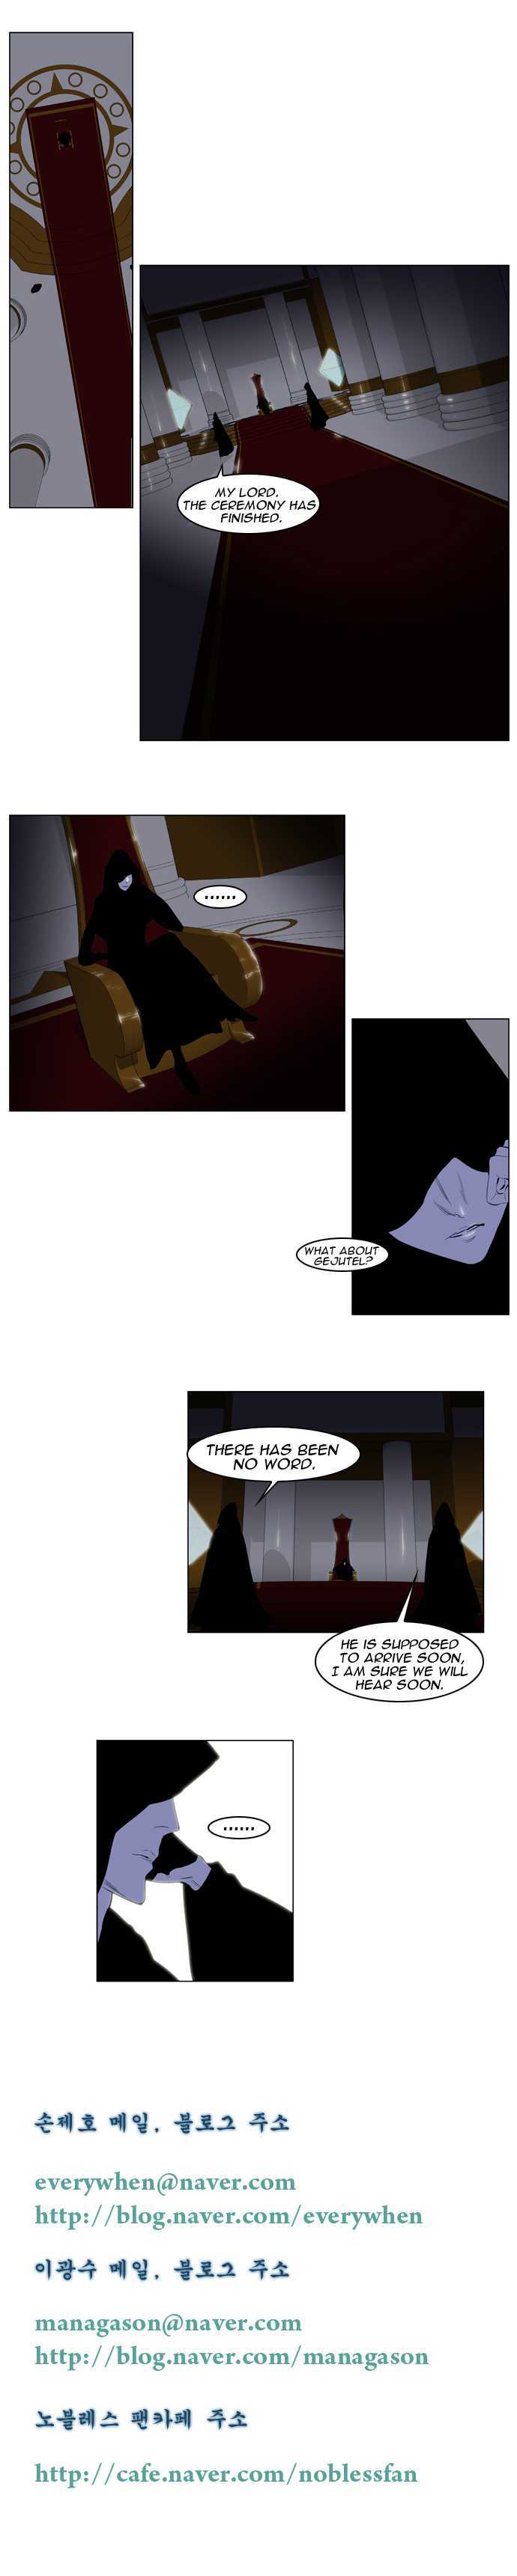 MY LORD.
THE CEREMONY HAS
FINISHED.
......
WHAT ABOUT
GEJUTEL?
THERE HAS BEEN
NO WORD.
HE IS SUPPOSED
TO ARRIVE SOON,
I AM SURE WE WILL
HEAR SOON.
......
손제호 메일, 블로그 주소
everywhen@naver.com
http://blog.naver.com/everywhen
이광수 메일, 블로그 주소
managason@naver.com
http://blog.naver.com/managason
노블레스 팬카페 주소
http://cafe.naver.com/noblessfan